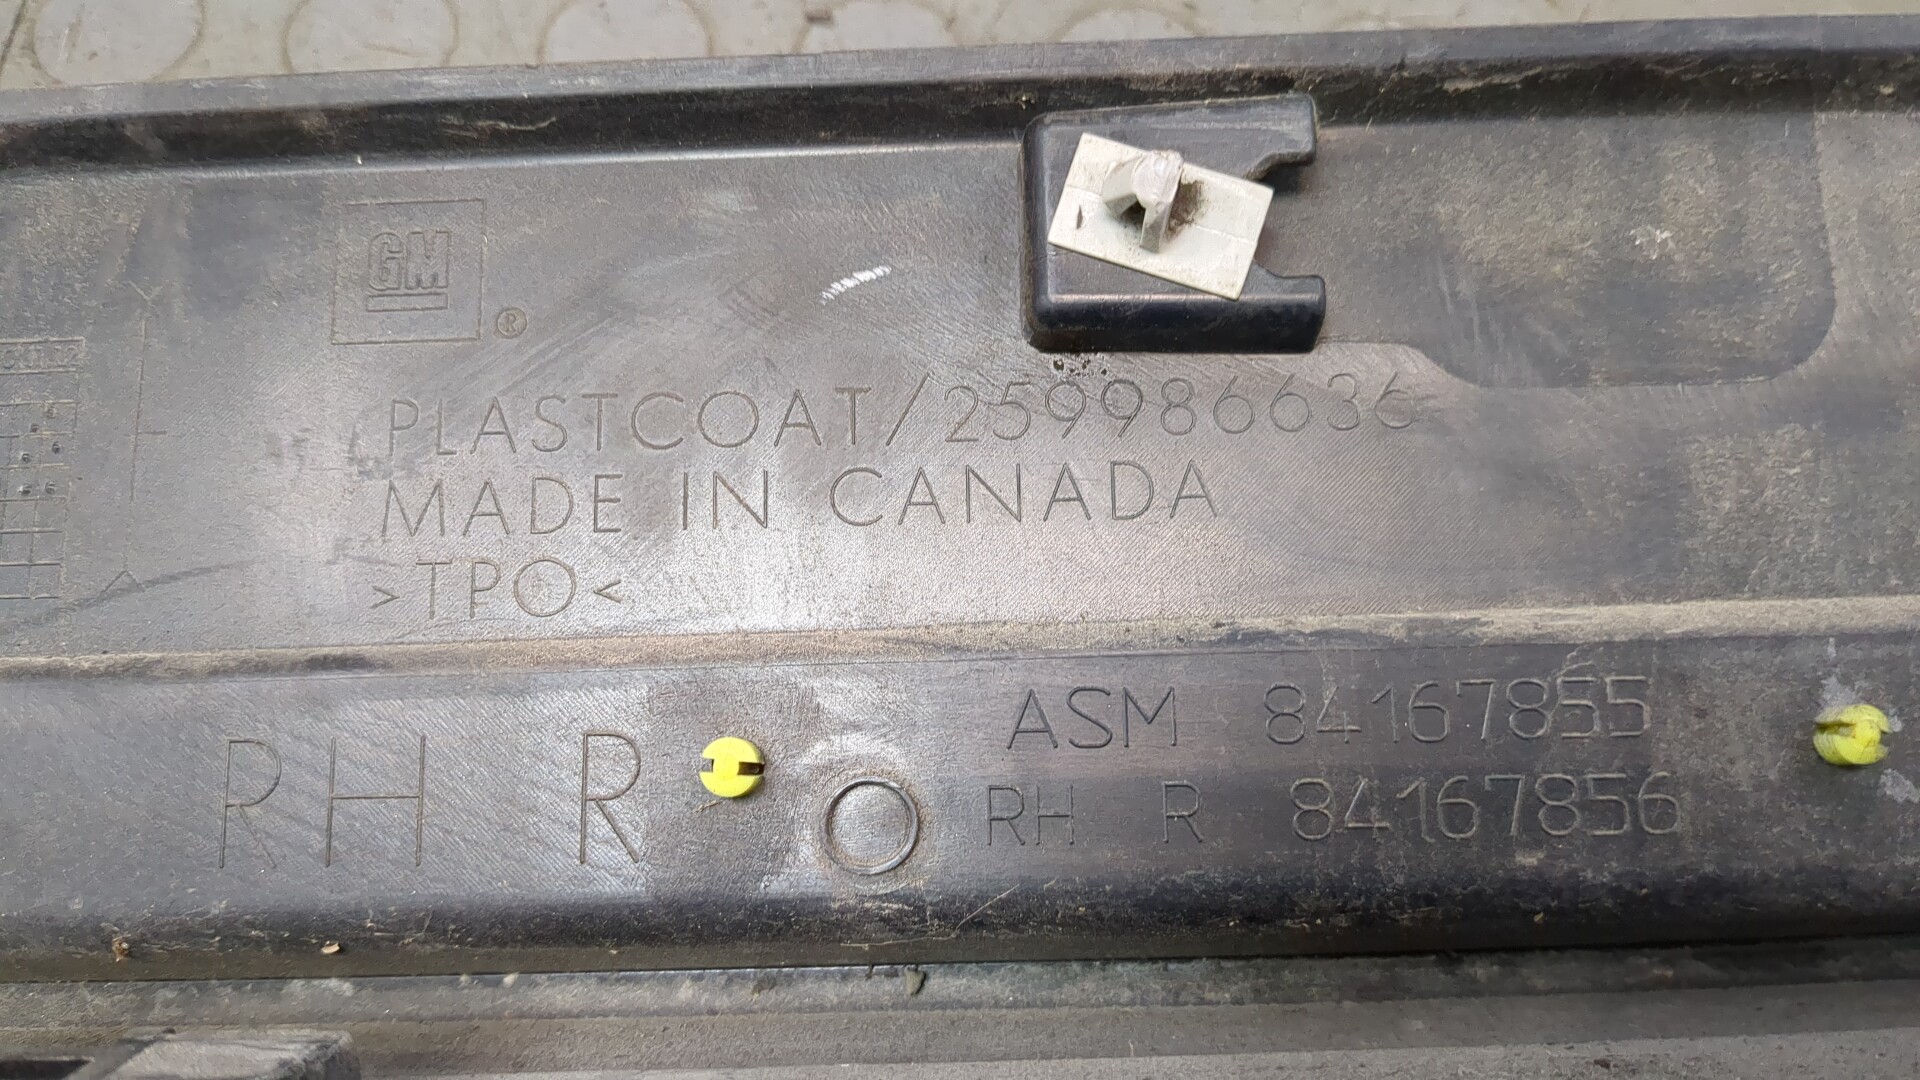 GM
®
PLASTCOAT/259986636
MADE IN CANADA
>TPO<
ASM 84167855
RH R
RH R 84167856